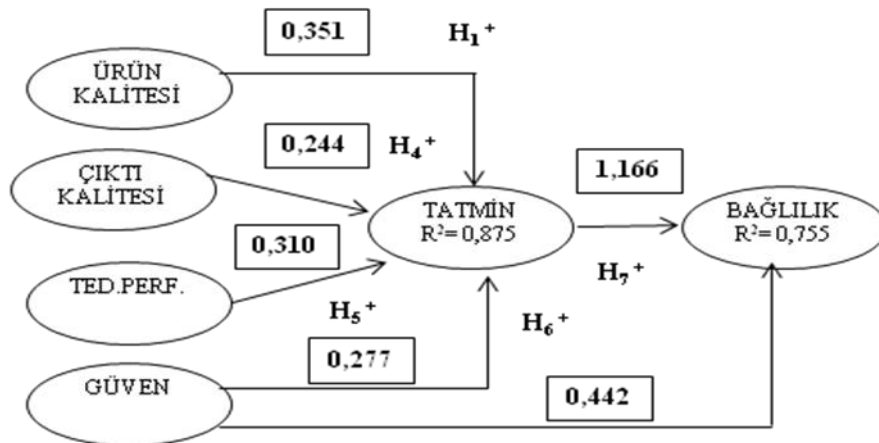 0,351
H₁⁺
ÜRÜN
KALİTESİ
0,244
H₄⁺
ÇIKTI
KALİTESİ
1,166
TATMİN
R²= 0,875
BAĞLILIK
R²= 0,755
0,310
H₇⁺
TED.PERF.
H₅⁺
H₆⁺
0,277
GÜVEN
0,442